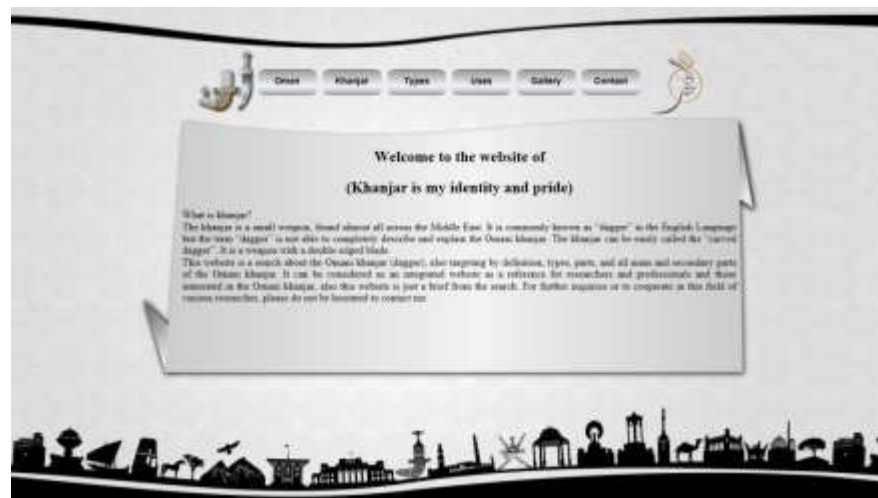 Oman
Khanjar
Types
Uses
Gallery
Contact
Welcome to the website of
(Khanjar is my identity and pride)
What is khanjar?
The khanjar is a small weapon, found almost all across the Middle East. It is commonly known as "dagger" in the English Language
but the term "dagger" is not able to completely describe and explain the Omani khanjar. The khanjar can be easily called the "curved
dagger". It is a weapon with a double edged blade.
This website is a search about the Omani khanjar (dagger), also targeting by definition, types, parts, and all main and secondary parts
of the Omani khanjar. It can be considered as an integrated website as a reference for researchers and professionals and those
interested in the Omani khanjar, also this website is just a brief from the search. For further inquiries or to cooperate in this field of
various researches, please do not be hesitated to contact me